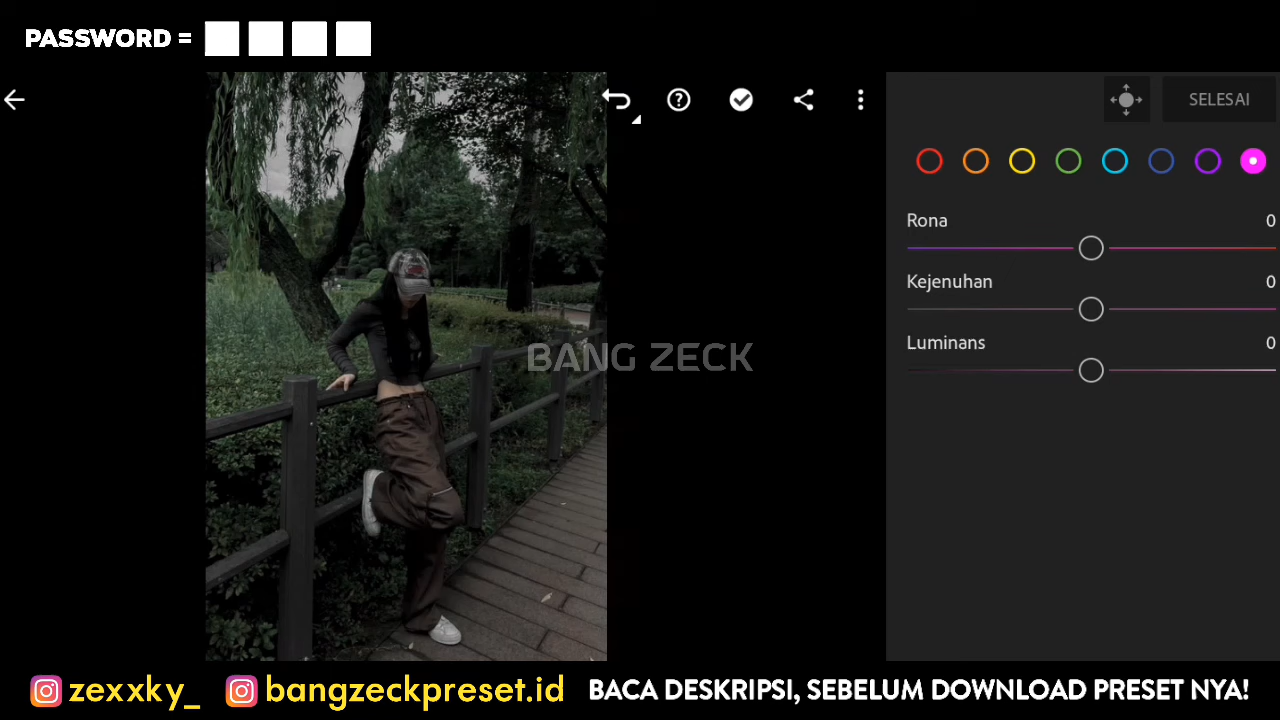 PASSWORD =
SELESAI
Rona 0
Kejenuhan 0
Luminans 0
BANG ZECK
zexxky_ bangzeckpreset.id BACA DESKRIPSI, SEBELUM DOWNLOAD PRESET NYA!